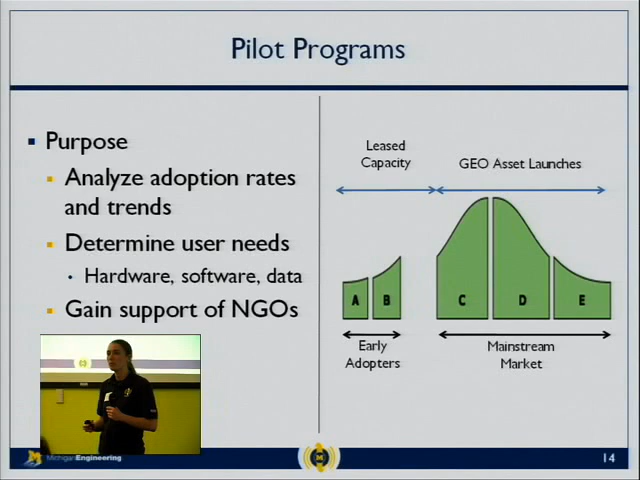 Pilot Programs
Purpose
Analyze adoption rates
and trends
Determine user needs
Hardware, software, data
Gain support of NGOs
Leased
Capacity
GEO Asset Launches
A
B
C
D
E
Early
Adopters
Mainstream
Market
M
Michigan Engineering
M
14